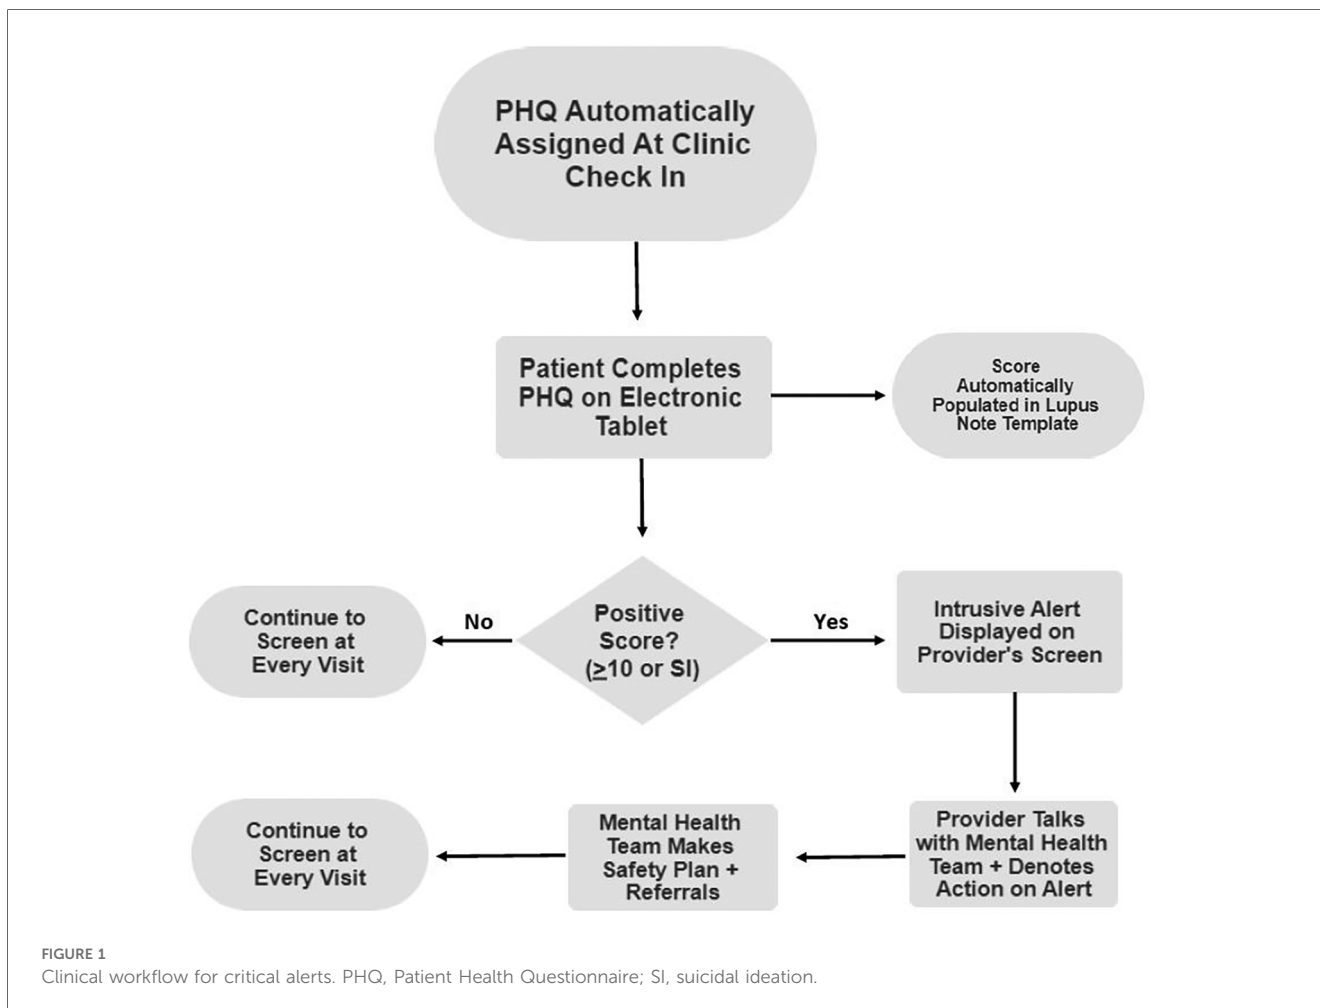 PHQ Automatically
Assigned At Clinic
Check In
Patient Completes
PHQ on Electronic
Tablet
Score
Automatically
Populated in Lupus
Note Template
Continue to
Screen at
Every Visit
No
Positive
Score?
(≥10 or SI)
Yes
Intrusive Alert
Displayed on
Provider's Screen
Continue to
Screen at
Every Visit
Mental Health
Team Makes
Safety Plan +
Referrals
Provider Talks
with Mental Health
Team + Denotes
Action on Alert
FIGURE 1
Clinical workflow for critical alerts. PHQ, Patient Health Questionnaire; SI, suicidal ideation.